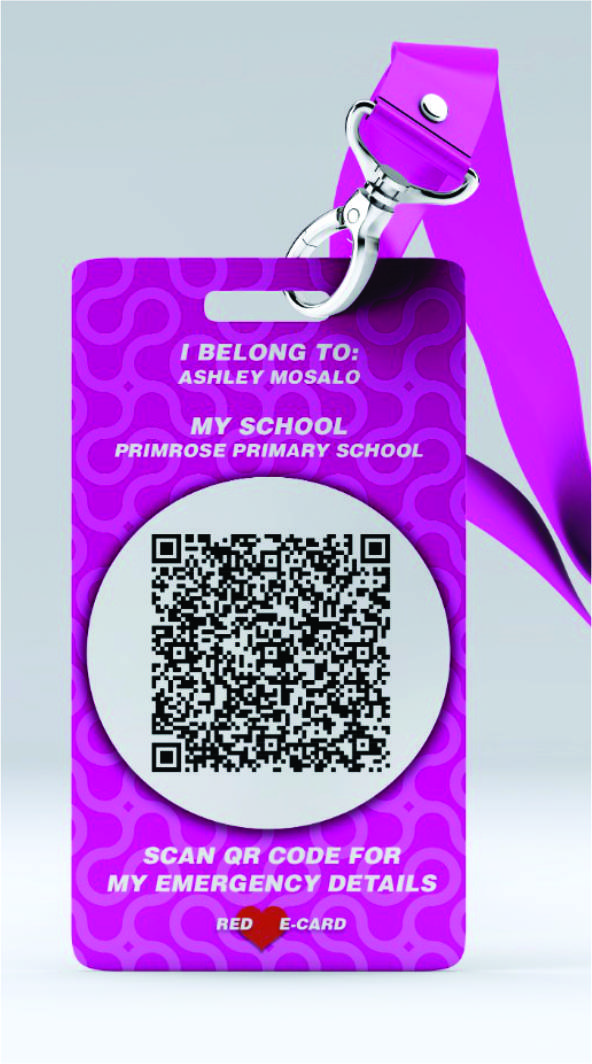 I BELONG TO:
ASHLEY MOSALO
MY SCHOOL
PRIMROSE PRIMARY SCHOOL
SCAN QR CODE FOR
MY EMERGENCY DETAILS
RED E-CARD